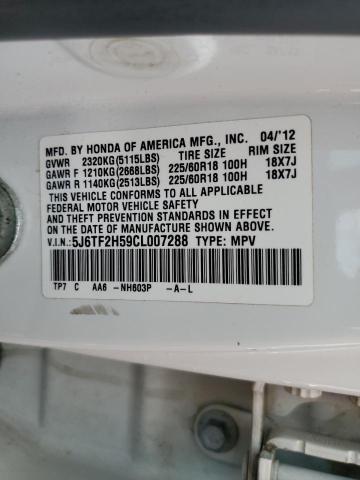 MFD. BY HONDA OF AMERICA MFG., INC. 04/'12
GVWR 2320KG(5115LBS) TIRE SIZE RIM SIZE
GAWR F 1210KG(2668LBS) 225/60R18 100H 18X7J
GAWR R 1140KG(2513LBS) 225/60R18 100H 18X7J
THIS VEHICLE CONFORMS TO ALL APPLICABLE
FEDERAL MOTOR VEHICLE SAFETY, BUMPER, AND
THEFT PREVENTION STANDARDS IN EFFECT ON THE
DATE OF MANUFACTURE SHOWN ABOVE.
V.I.N.: 5J6TF2H59CL007288 TYPE: MPV
TP7 C AA6 -NH603P -A-L